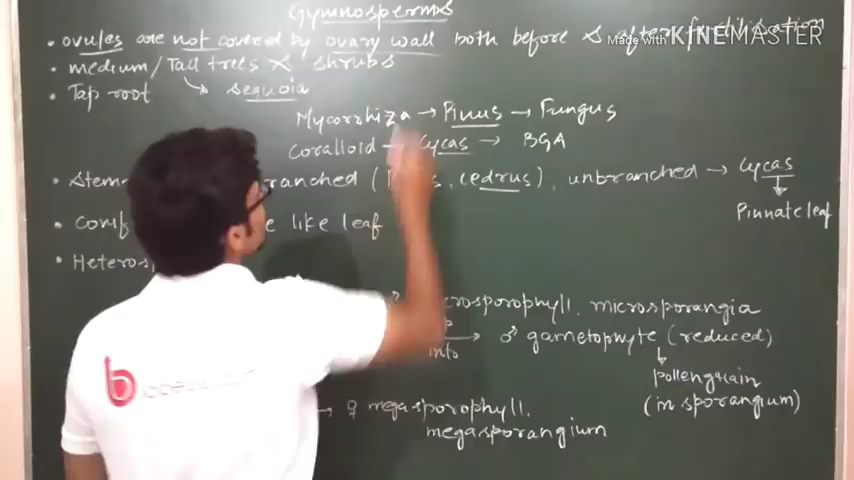 Gymnosperms
• ovules are not covered by ovary wall both before & after fertilisation
Made with KINEMASTER
• medium/Tall trees & shrubs
• Tap root → sequoia
Mycorrhiza → Pinus → Fungus
Coralloid → Cycas → BGA
• Stem branched ( , cedrus), unbranched → Cycas
Pinnate leaf
• like leaf
• Heteros
microsporophyll, microsporangia
into → ♂ gametophyte (reduced)
pollengrain
(in sporangium)
→ ♀ megasporophyll,
megasporangium
b